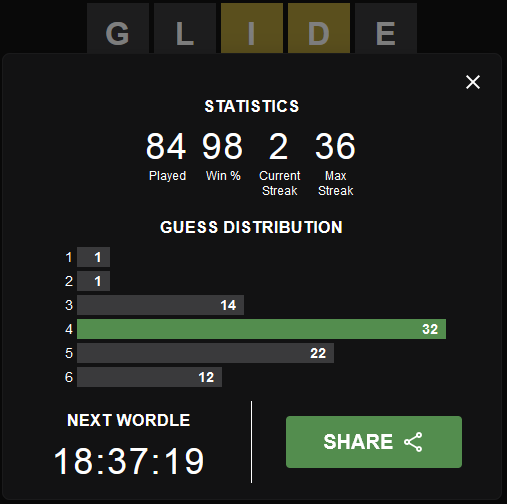 G L I D E
STATISTICS
84 98 2 36
Played Win % Current Streak Max Streak
GUESS DISTRIBUTION
1 1
2 1
3 14
4 32
5 22
6 12
NEXT WORDLE
18:37:19
SHARE